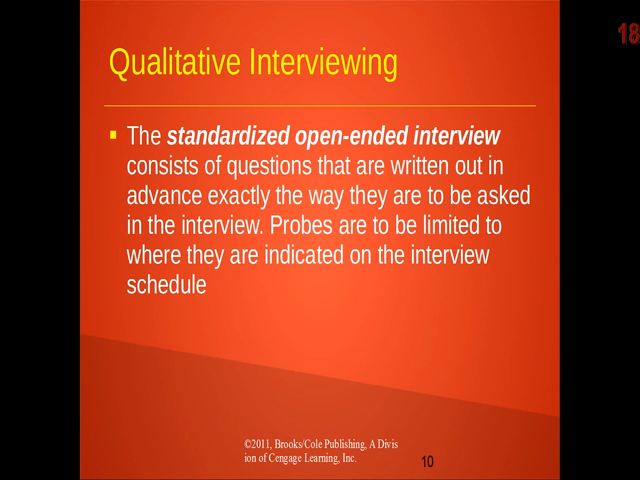 18
Qualitative Interviewing
▪ The standardized open-ended interview
consists of questions that are written out in
advance exactly the way they are to be asked
in the interview. Probes are to be limited to
where they are indicated on the interview
schedule
©2011, Brooks/Cole Publishing, A Divis
ion of Cengage Learning, Inc.
10